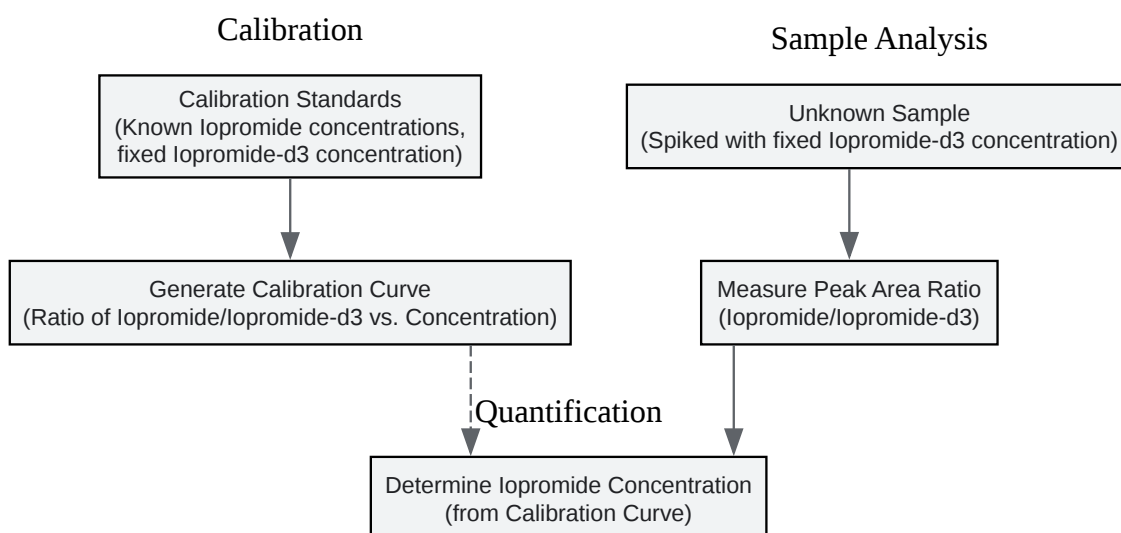 Calibration
Sample Analysis
Calibration Standards
(Known Iopromide concentrations,
fixed Iopromide-d3 concentration)
Unknown Sample
(Spiked with fixed Iopromide-d3 concentration)
Generate Calibration Curve
(Ratio of Iopromide/Iopromide-d3 vs. Concentration)
Measure Peak Area Ratio
(Iopromide/Iopromide-d3)
Quantification
Determine Iopromide Concentration
(from Calibration Curve)